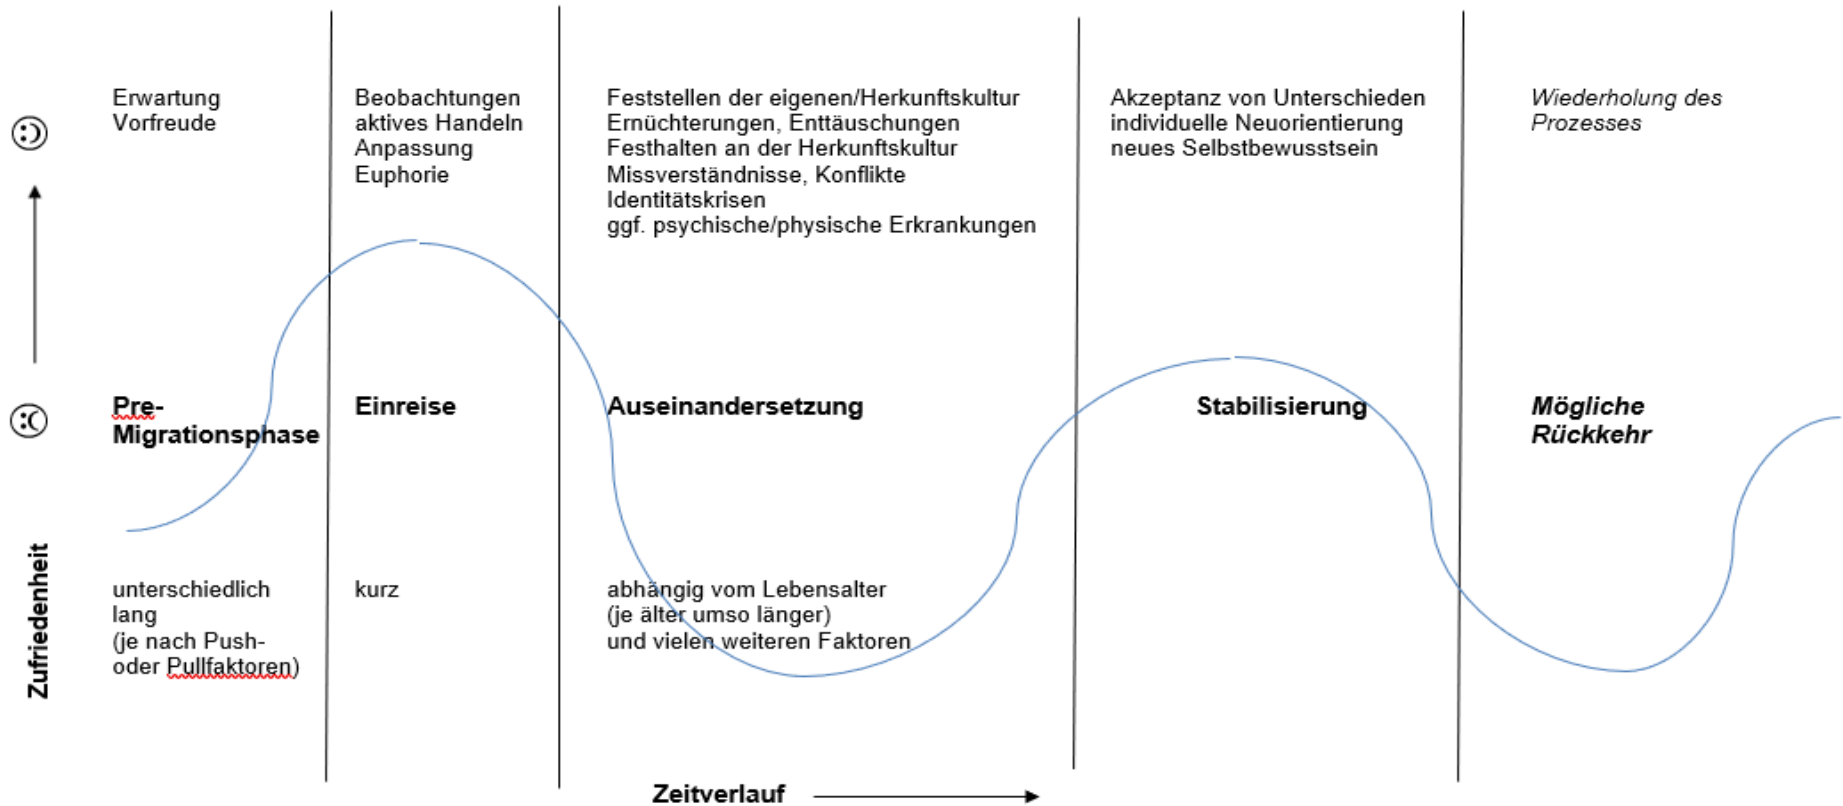 Erwartung
Vorfreude
Beobachtungen
aktives Handeln
Anpassung
Euphorie
Feststellen der eigenen/Herkunftskultur
Ernüchterungen, Enttäuschungen
Festhalten an der Herkunftskultur
Missverständnisse, Konflikte
Identitätskrisen
ggf. psychische/physische Erkrankungen
Akzeptanz von Unterschieden
individuelle Neuorientierung
neues Selbstbewusstsein
Wiederholung des
Prozesses
:)
:(
Pre-
Migrationsphase
Einreise
Auseinandersetzung
Stabilisierung
Mögliche
Rückkehr
Zufriedenheit
unterschiedlich
lang
(je nach Push-
oder Pullfaktoren)
kurz
abhängig vom Lebensalter
(je älter umso länger)
und vielen weiteren Faktoren
Zeitverlauf